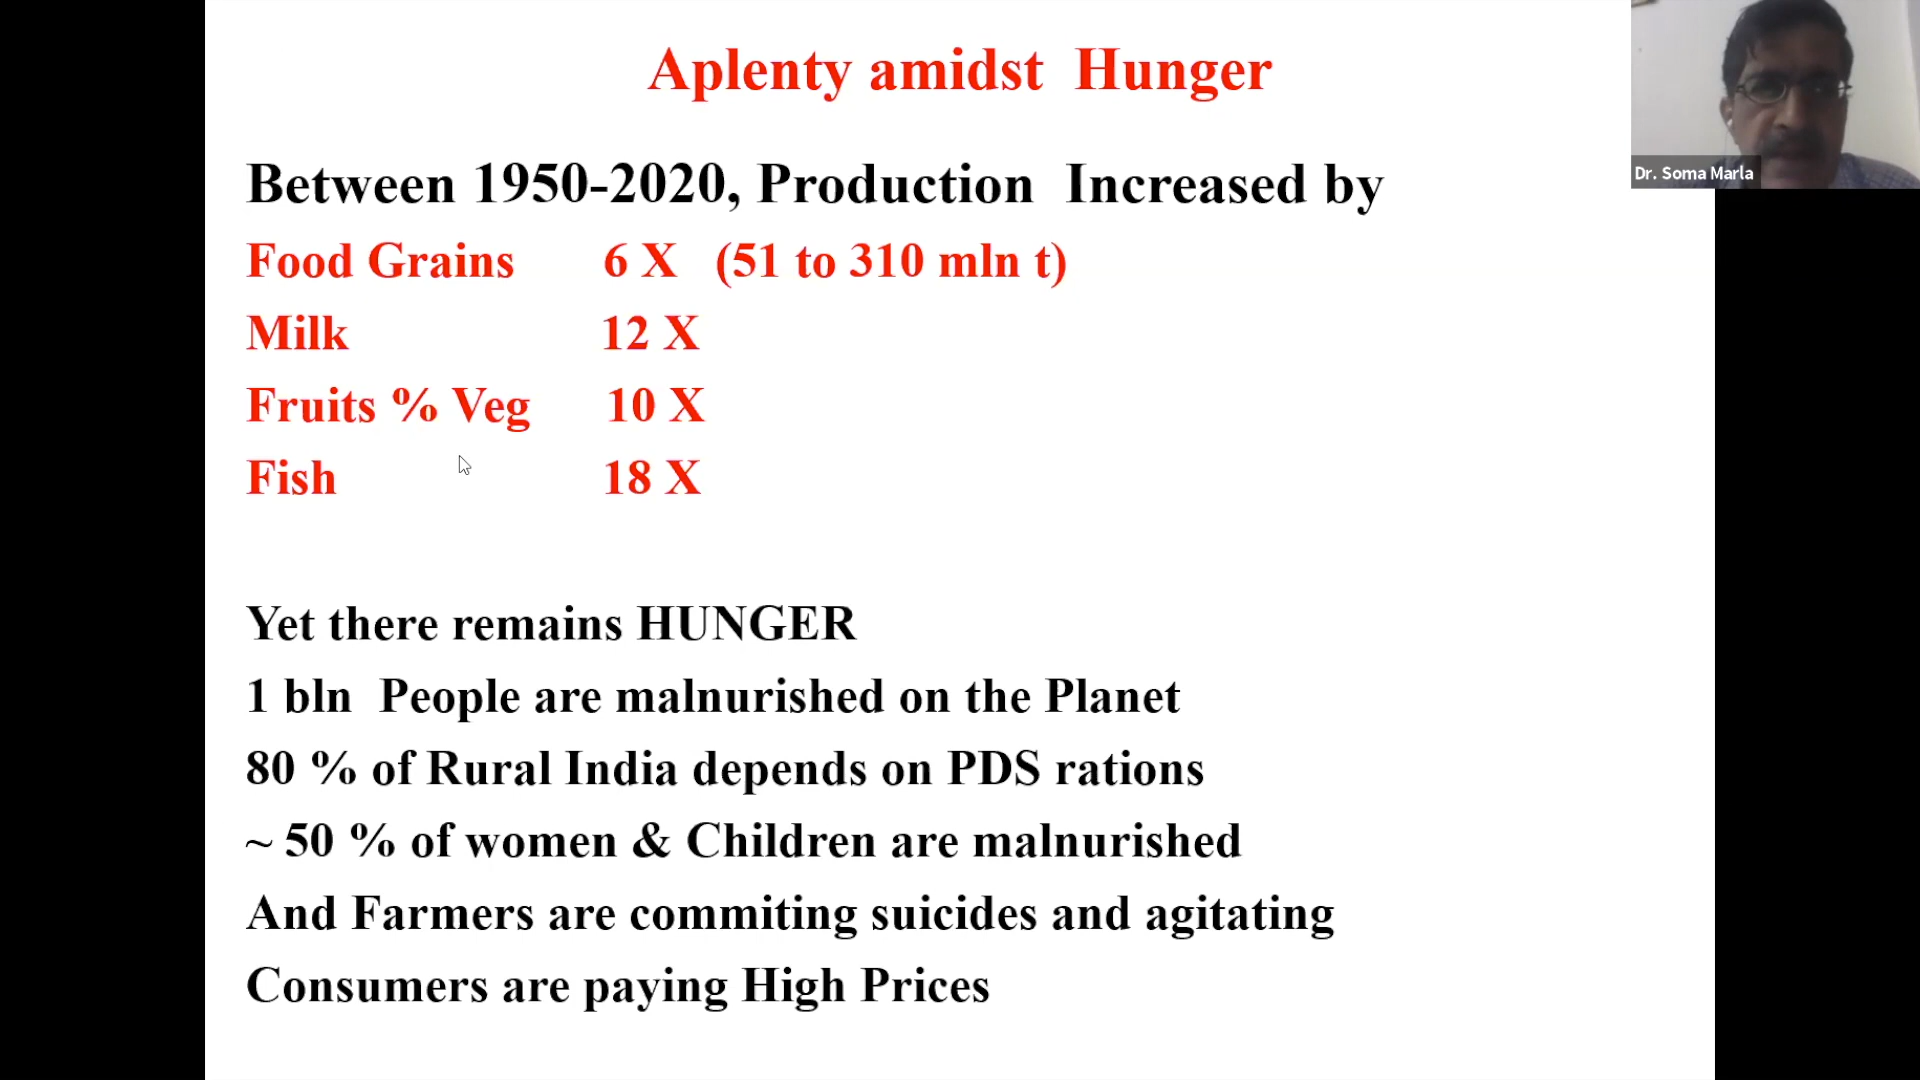 Aplenty amidst Hunger
Dr. Soma Marla
Between 1950-2020, Production Increased by
Food Grains 6 X (51 to 310 mln t)
Milk 12 X
Fruits % Veg 10 X
Fish 18 X
Yet there remains HUNGER
1 bln People are malnurished on the Planet
80 % of Rural India depends on PDS rations
~ 50 % of women & Children are malnurished
And Farmers are commiting suicides and agitating
Consumers are paying High Prices